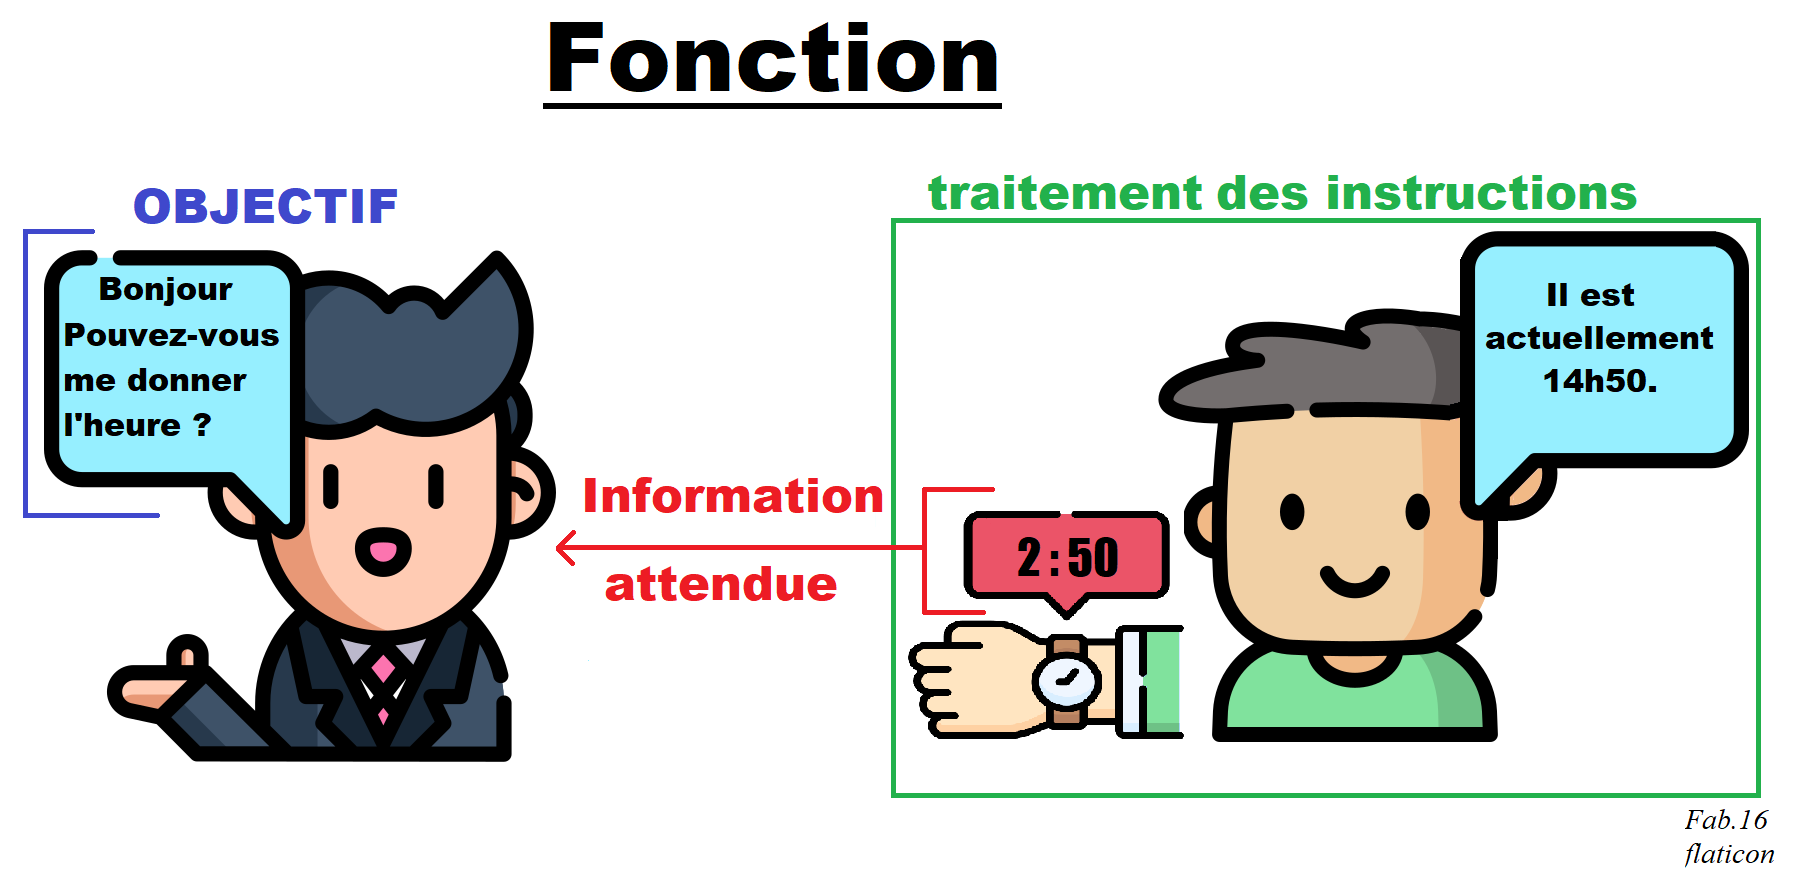 Fonction
OBJECTIF
Bonjour
Pouvez-vous
me donner
l'heure ?
Information
attendue
traitement des instructions
2 : 50
Il est
actuellement
14h50.
Fab.16
flaticon